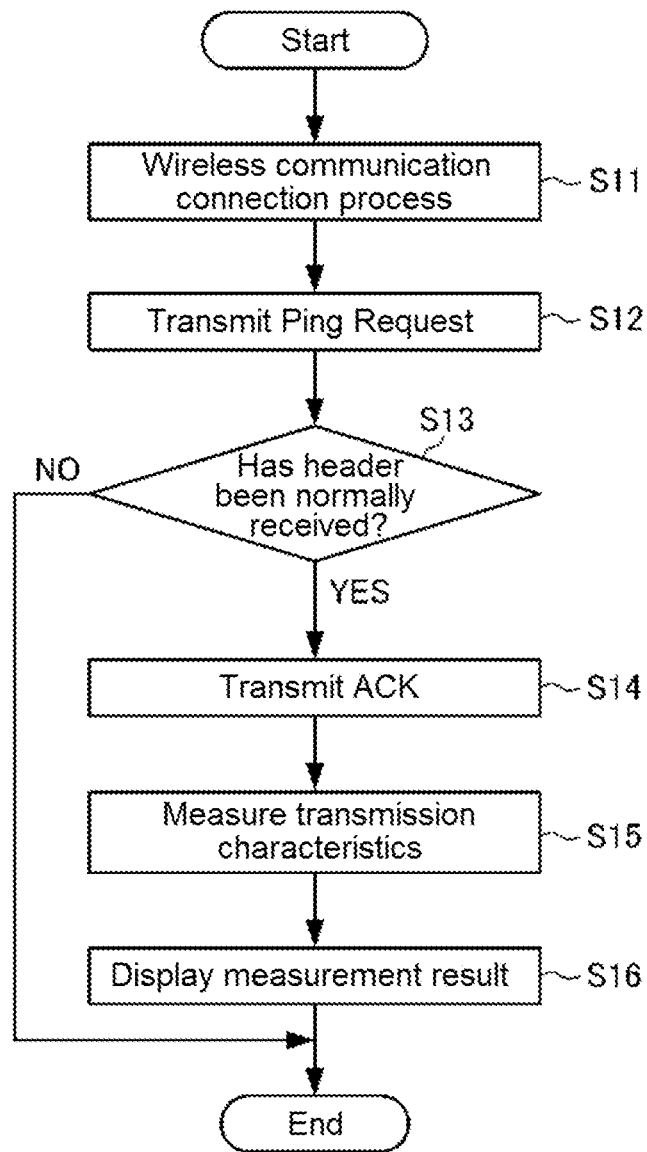 Start
Wireless communication
connection process
S11
Transmit Ping Request
S12
S13
NO
Has header
been normally
received?
YES
Transmit ACK
S14
Measure transmission
characteristics
S15
Display measurement result
S16
End